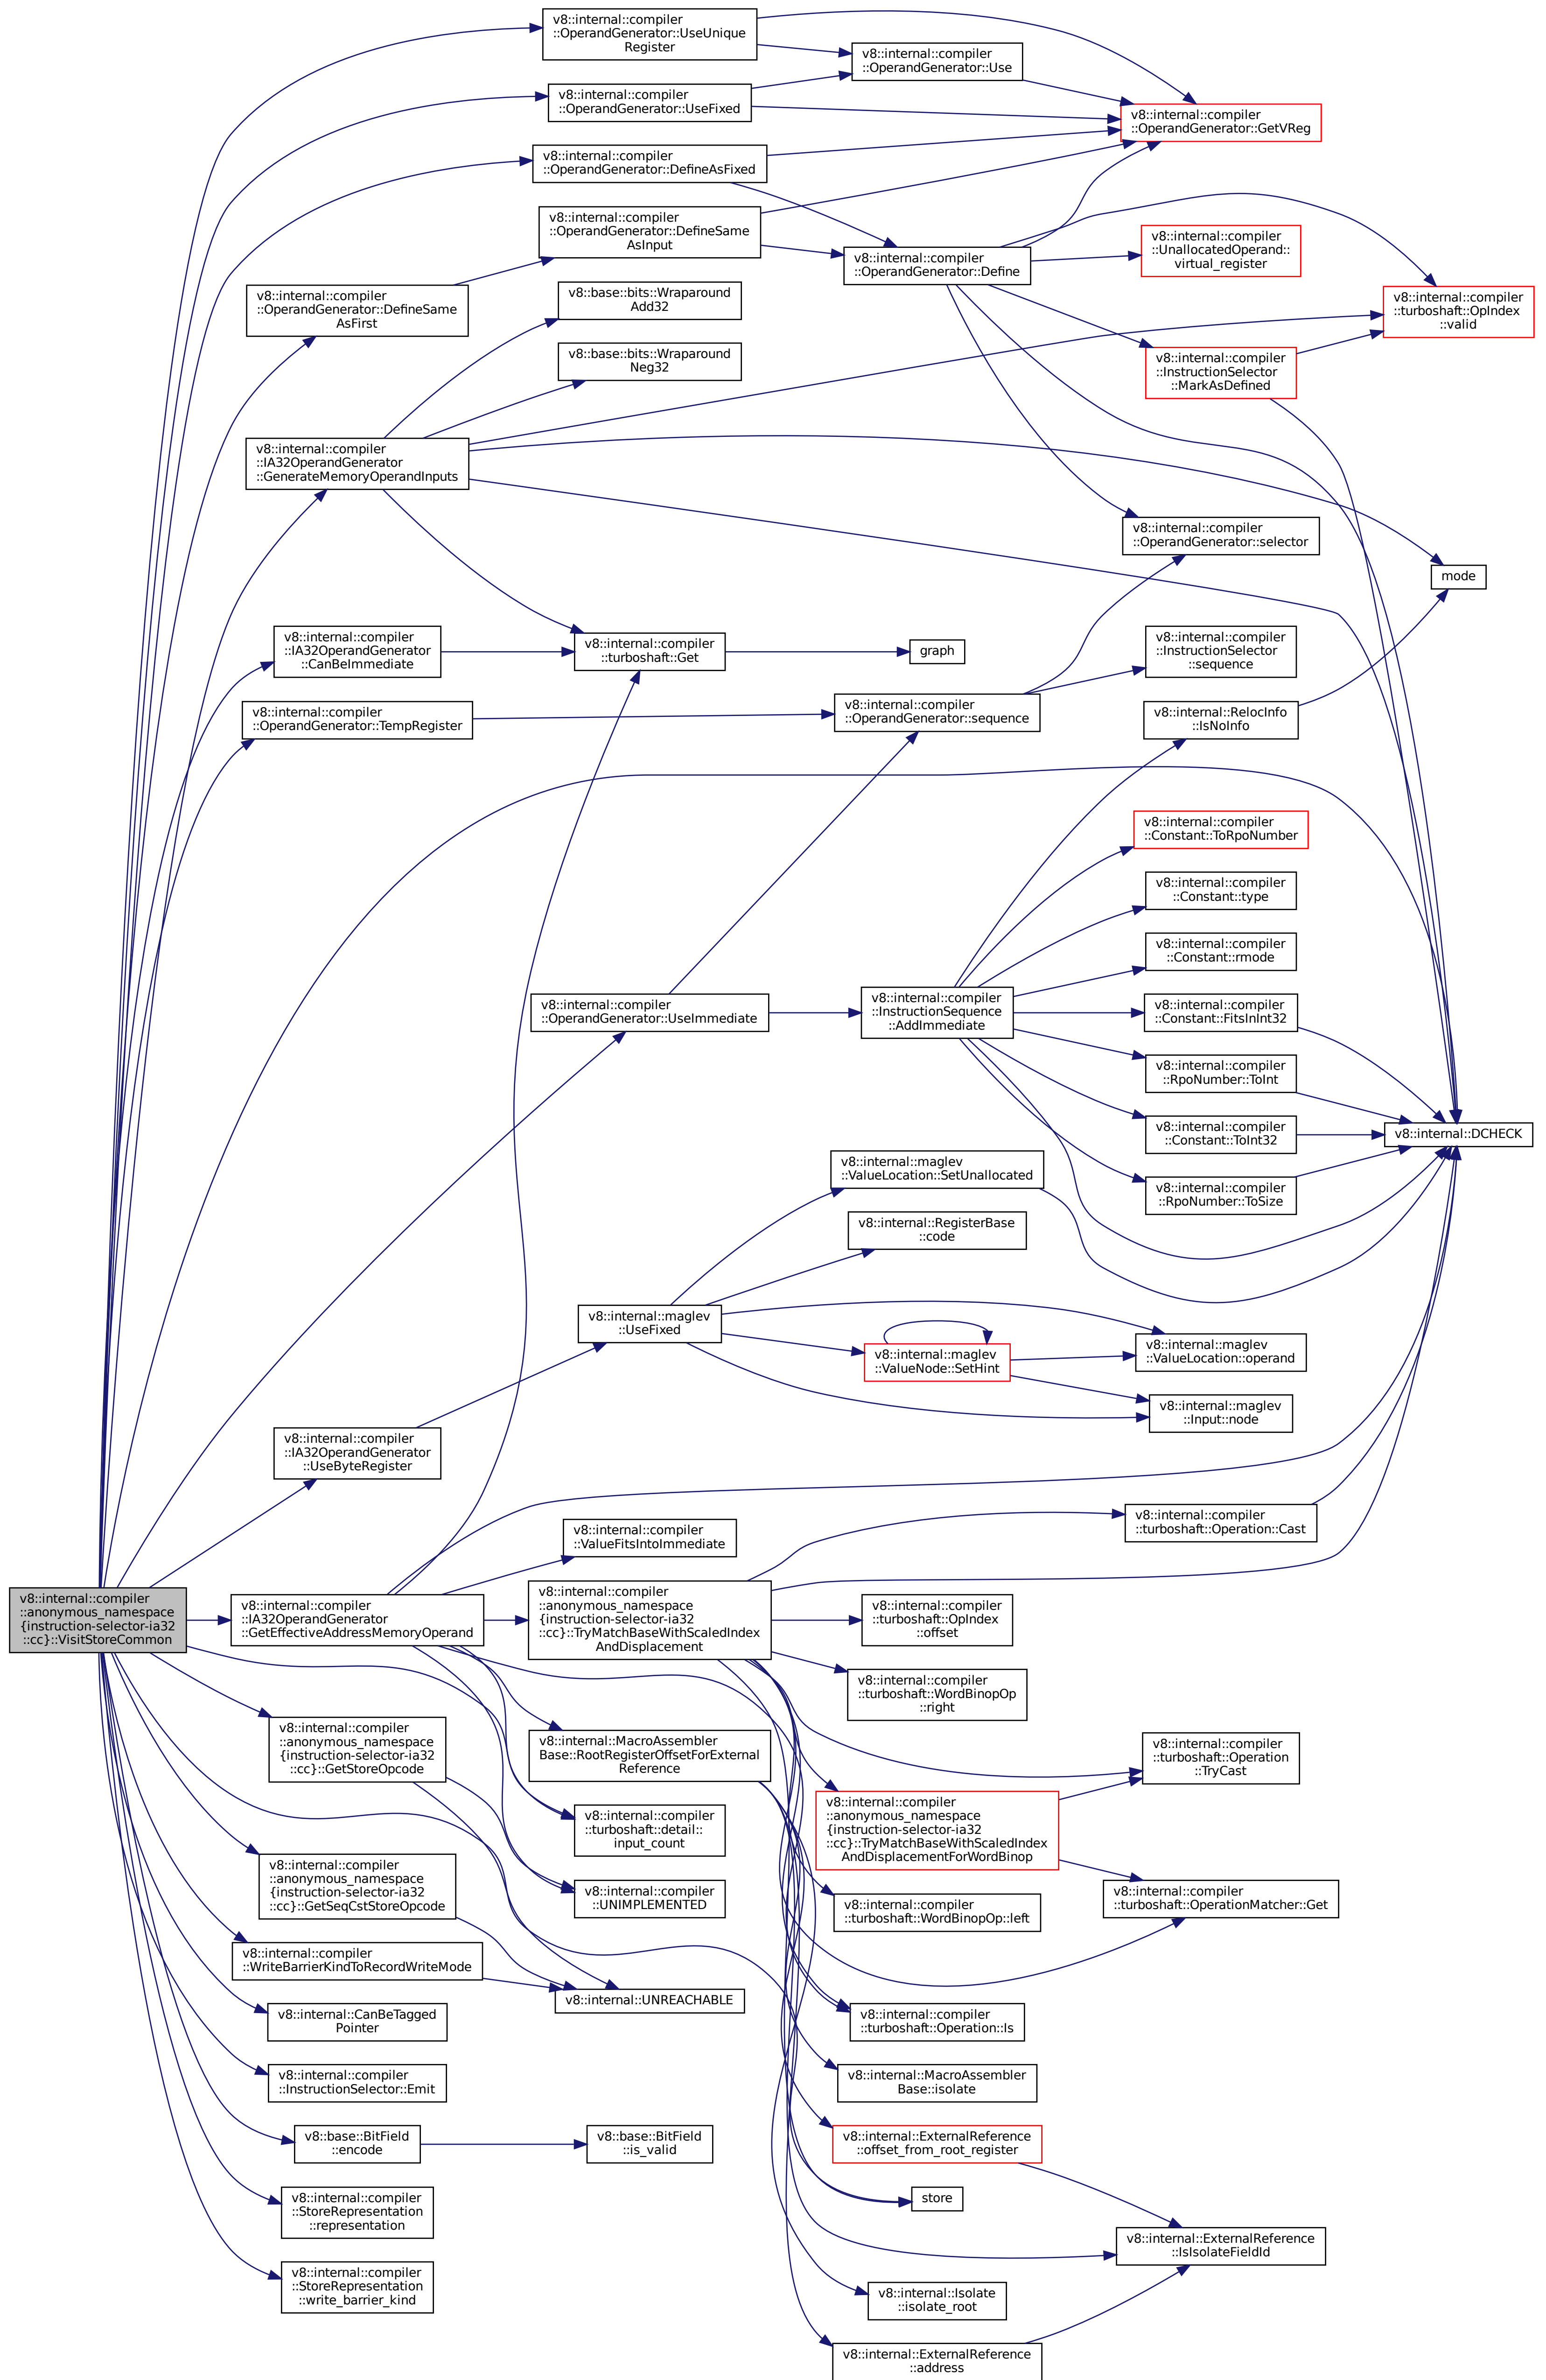 v8::internal::compiler
::OperandGenerator::UseUnique
Register
v8::internal::compiler
::OperandGenerator::Use
v8::internal::compiler
::OperandGenerator::UseFixed
v8::internal::compiler
::OperandGenerator::GetVReg
v8::internal::compiler
::OperandGenerator::DefineAsFixed
v8::internal::compiler
::OperandGenerator::DefineSame
AsInput
v8::internal::compiler
::OperandGenerator::Define
v8::internal::compiler
::UnallocatedOperand::
virtual_register
v8::internal::compiler
::turboshaft::OpIndex
::valid
v8::internal::compiler
::OperandGenerator::DefineSame
AsFirst
v8::base::bits::Wraparound
Add32
v8::base::bits::Wraparound
Neg32
v8::internal::compiler
::InstructionSelector
::MarkAsDefined
v8::internal::compiler
::IA32OperandGenerator
::GenerateMemoryOperandInputs
v8::internal::compiler
::OperandGenerator::selector
mode
v8::internal::compiler
::IA32OperandGenerator
::CanBeImmediate
v8::internal::compiler
::turboshaft::Get
graph
v8::internal::compiler
::InstructionSelector
::sequence
v8::internal::compiler
::OperandGenerator::TempRegister
v8::internal::compiler
::OperandGenerator::sequence
v8::internal::RelocInfo
::IsNoInfo
v8::internal::compiler
::Constant::ToRpoNumber
v8::internal::compiler
::Constant::type
v8::internal::compiler
::Constant::rmode
v8::internal::compiler
::OperandGenerator::UseImmediate
v8::internal::compiler
::InstructionSequence
::AddImmediate
v8::internal::compiler
::Constant::FitsInInt32
v8::internal::compiler
::RpoNumber::ToInt
v8::internal::compiler
::Constant::ToInt32
v8::internal::DCHECK
v8::internal::compiler
::RpoNumber::ToSize
v8::internal::maglev
::ValueLocation::SetUnallocated
v8::internal::RegisterBase
::code
v8::internal::maglev
::UseFixed
v8::internal::maglev
::ValueNode::SetHint
v8::internal::maglev
::ValueLocation::operand
v8::internal::maglev
::Input::node
v8::internal::compiler
::IA32OperandGenerator
::UseByteRegister
v8::internal::compiler
::turboshaft::Operation::Cast
v8::internal::compiler
::ValueFitsIntoImmediate
v8::internal::compiler
::anonymous_namespace
{instruction-selector-ia32
::cc}::VisitStoreCommon
v8::internal::compiler
::IA32OperandGenerator
::GetEffectiveAddressMemoryOperand
v8::internal::compiler
::anonymous_namespace
{instruction-selector-ia32
::cc}::TryMatchBaseWithScaledIndex
AndDisplacement
v8::internal::compiler
::turboshaft::OpIndex
::offset
v8::internal::compiler
::turboshaft::WordBinopOp
::right
v8::internal::compiler
::anonymous_namespace
{instruction-selector-ia32
::cc}::GetStoreOpcode
v8::internal::MacroAssembler
Base::RootRegisterOffsetForExternal
Reference
v8::internal::compiler
::turboshaft::Operation
::TryCast
v8::internal::compiler
::anonymous_namespace
{instruction-selector-ia32
::cc}::TryMatchBaseWithScaledIndex
AndDisplacementForWordBinop
v8::internal::compiler
::turboshaft::detail::
input_count
v8::internal::compiler
::anonymous_namespace
{instruction-selector-ia32
::cc}::GetSeqCstStoreOpcode
v8::internal::compiler
::UNIMPLEMENTED
v8::internal::compiler
::turboshaft::WordBinopOp::left
v8::internal::compiler
::turboshaft::OperationMatcher::Get
v8::internal::compiler
::WriteBarrierKindToRecordWriteMode
v8::internal::UNREACHABLE
v8::internal::CanBeTagged
Pointer
v8::internal::compiler
::turboshaft::Operation::Is
v8::internal::compiler
::InstructionSelector::Emit
v8::internal::MacroAssembler
Base::isolate
v8::base::BitField
::encode
v8::base::BitField
::is_valid
v8::internal::ExternalReference
::offset_from_root_register
v8::internal::compiler
::StoreRepresentation
::representation
store
v8::internal::ExternalReference
::IsIsolateFieldId
v8::internal::compiler
::StoreRepresentation
::write_barrier_kind
v8::internal::Isolate
::isolate_root
v8::internal::ExternalReference
::address